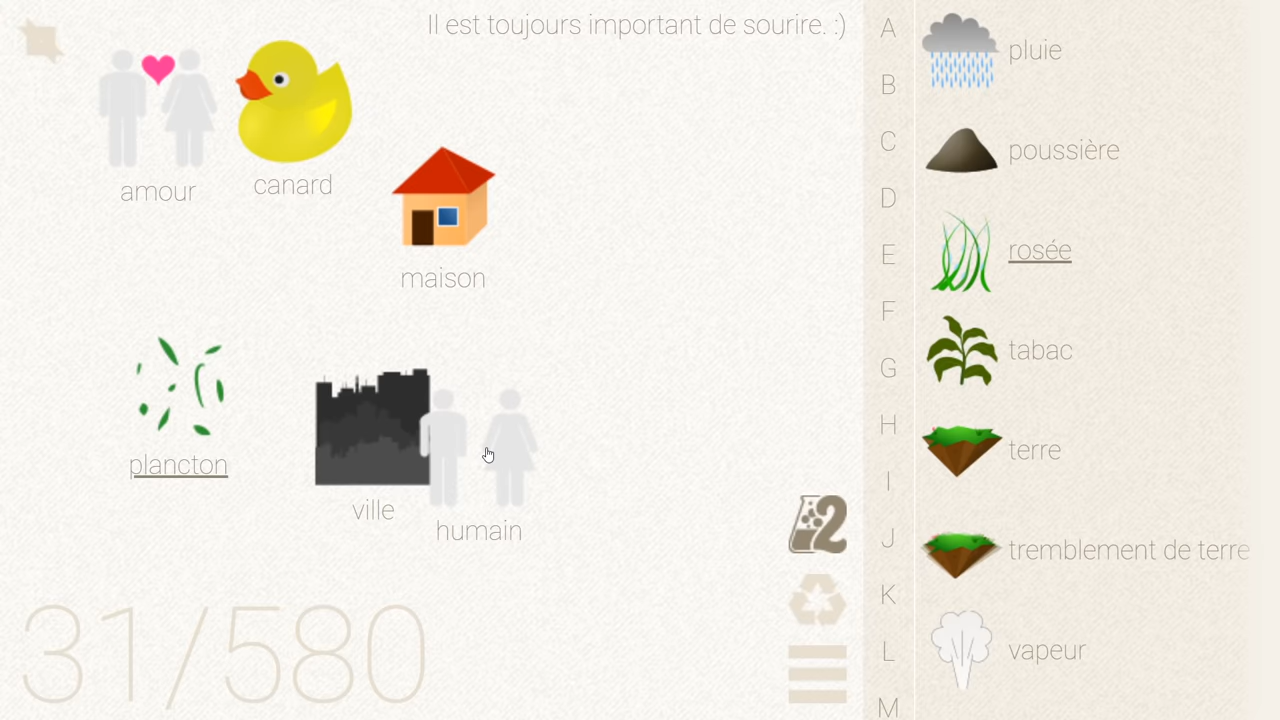 Il est toujours important de sourire. :)
amour
canard
maison
plancton
ville
humain
2
31/580
A
B
C
D
E
F
G
H
I
J
K
L
M
pluie
poussière
rosée
tabac
terre
tremblement de terre
vapeur